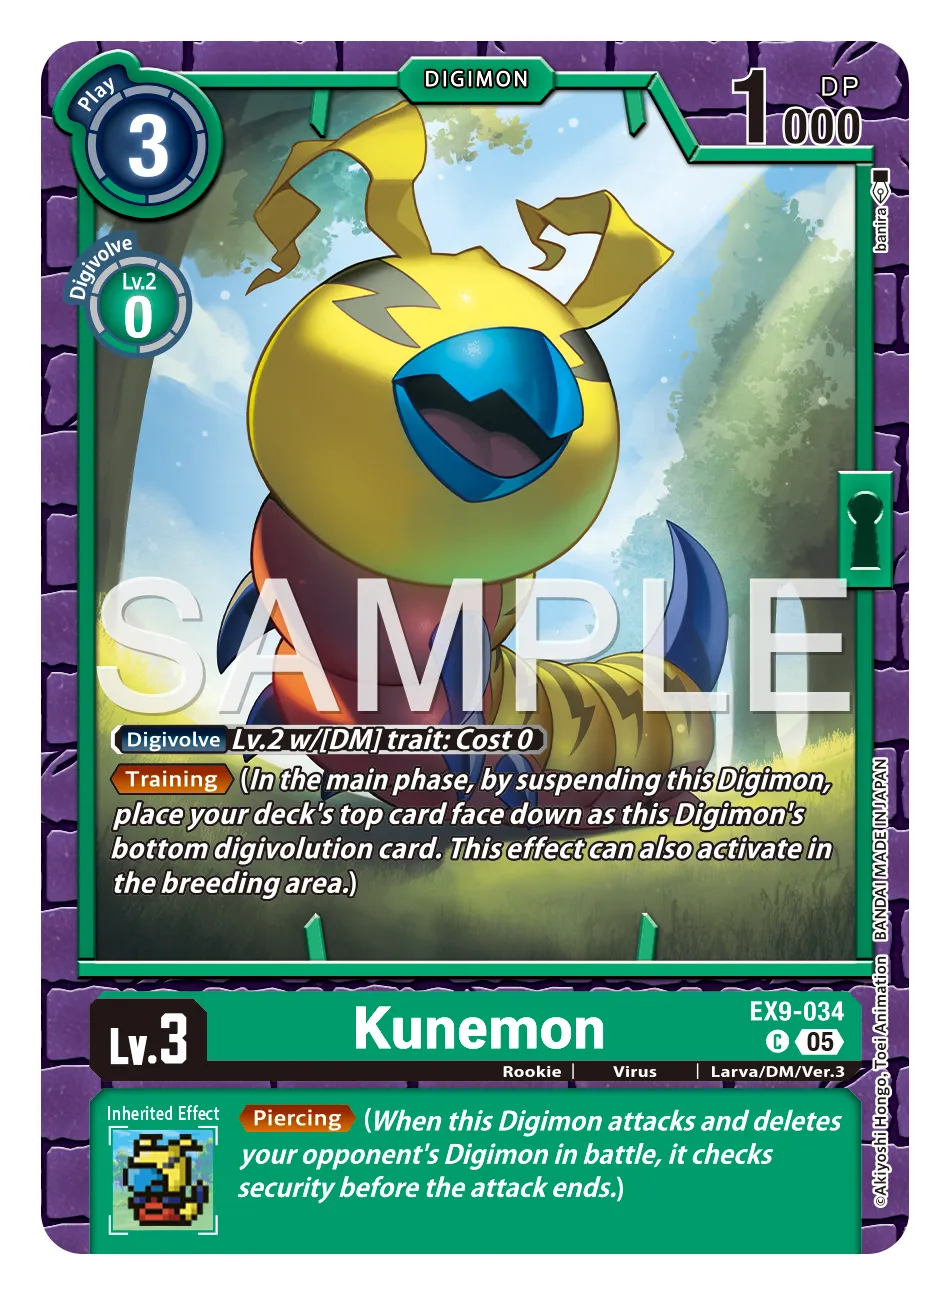 DIGIMON
Play
3
1000
DP
banira
Digivolve
Lv.2
0
SAMPLE
Digivolve Lv.2 w/[DM] trait: Cost 0
Training (In the main phase, by suspending this Digimon,
place your deck's top card face down as this Digimon's
bottom digivolution card. This effect can also activate in
the breeding area.)
Lv.3
Kunemon
EX9-034
C 05
Rookie | Virus | Larva/DM/Ver.3
Inherited Effect
Piercing (When this Digimon attacks and deletes
your opponent's Digimon in battle, it checks
security before the attack ends.)
©Akiyoshi Hongo, Toei Animation BANDAI MADE IN JAPAN